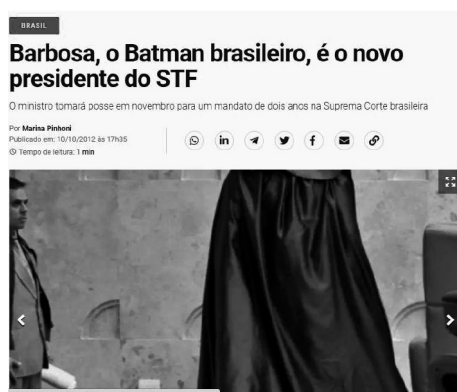 BRASIL
Barbosa, o Batman brasileiro, é o novo
presidente do STF
O ministro tomará posse em novembro para um mandato de dois anos na Suprema Corte brasileira
Por Marina Pinhoni
Publicado em: 10/10/2012 às 17h35
Tempo de leitura: 1 min